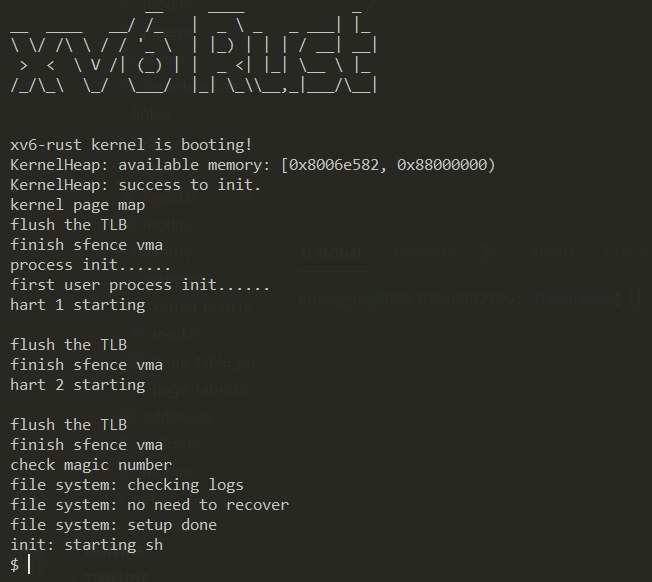 xv6 Rust
xv6-rust kernel is booting!
KernelHeap: available memory: [0x8006e582, 0x88000000)
KernelHeap: success to init.
kernel page map
flush the TLB
finish sfence vma
process init......
first user process init......
hart 1 starting
flush the TLB
finish sfence vma
hart 2 starting
flush the TLB
finish sfence vma
check magic number
file system: checking logs
file system: no need to recover
file system: setup done
init: starting sh
$